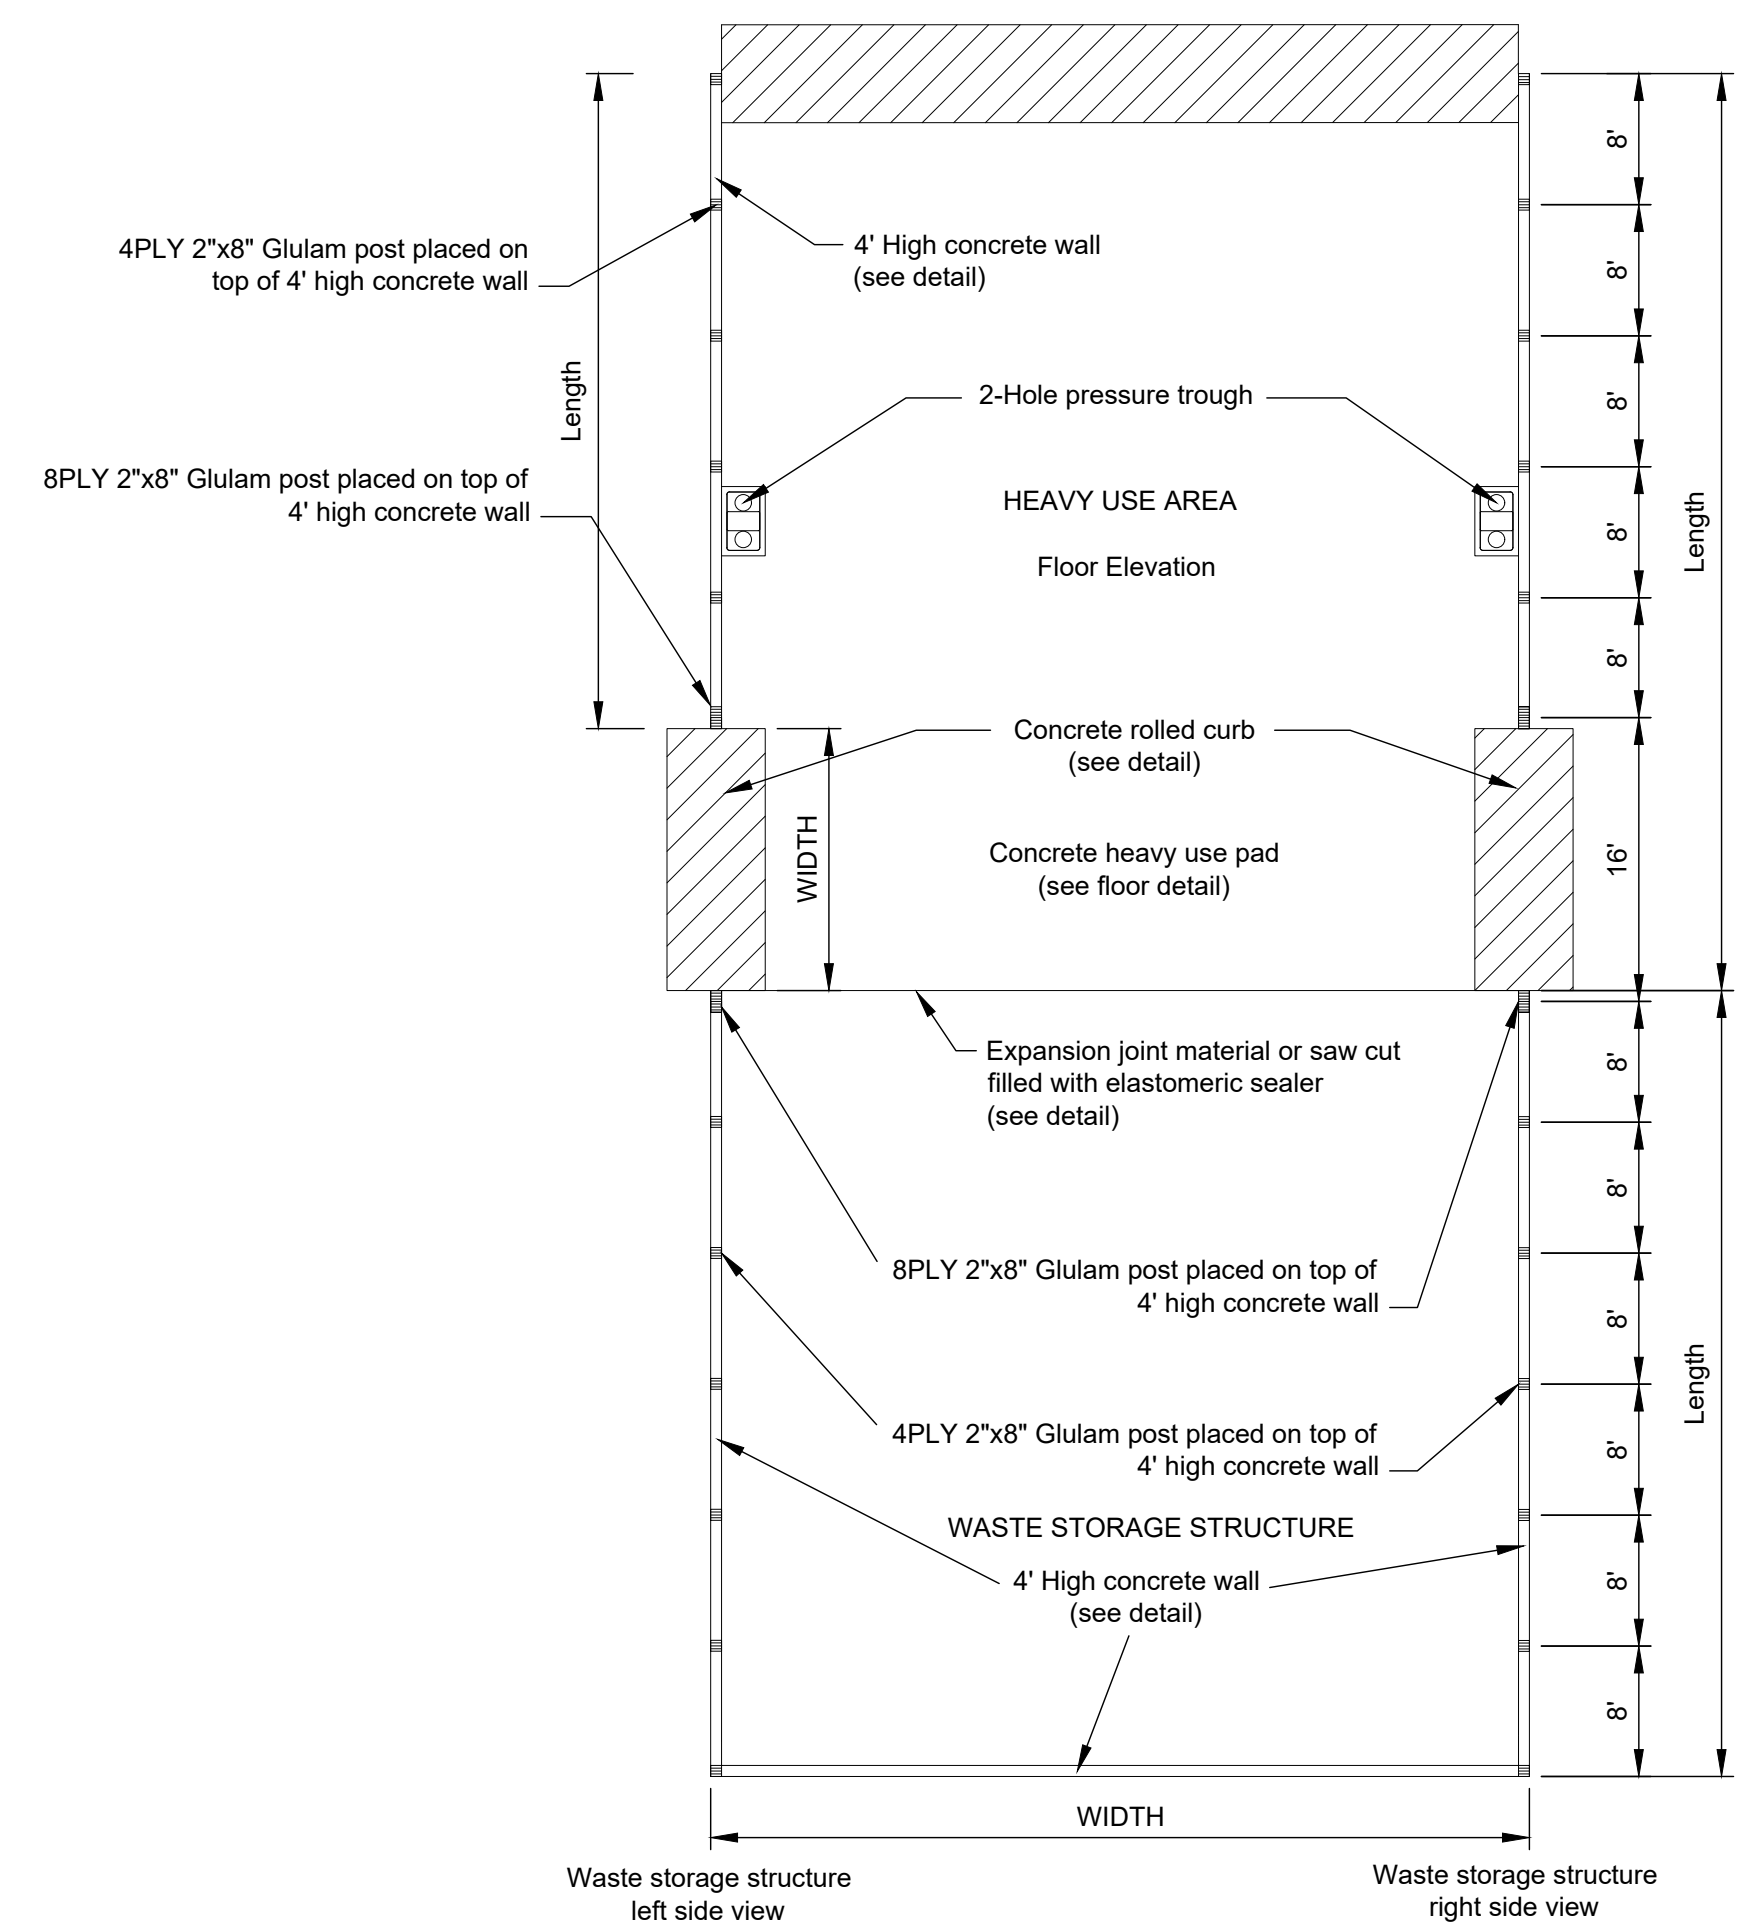 8'
4PLY 2"x8" Glulam post placed on
top of 4' high concrete wall
4' High concrete wall
(see detail)
8'
Length
2-Hole pressure trough
8'
8PLY 2"x8" Glulam post placed on top of
4' high concrete wall
HEAVY USE AREA
8'
Length
Floor Elevation
8'
Concrete rolled curb
(see detail)
WIDTH
Concrete heavy use pad
(see floor detail)
16'
Expansion joint material or saw cut
filled with elastomeric sealer
(see detail)
8'
8'
8PLY 2"x8" Glulam post placed on top of
4' high concrete wall
8'
Length
4PLY 2"x8" Glulam post placed on top of
4' high concrete wall
8'
WASTE STORAGE STRUCTURE
4' High concrete wall
(see detail)
8'
8'
WIDTH
Waste storage structure
left side view
Waste storage structure
right side view